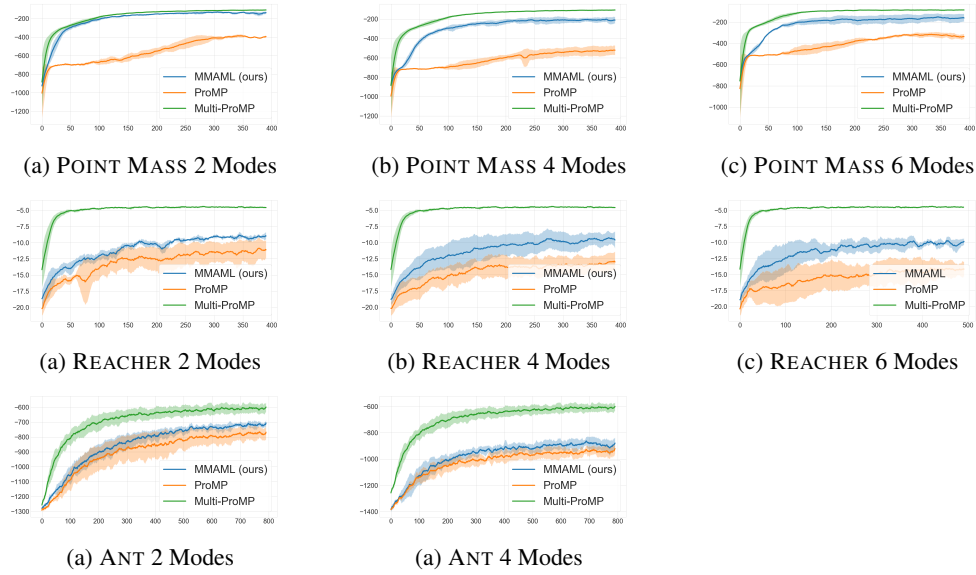 −200
−400
−600
−800
−1000
0 50 100 150 200 250 300 350 400
MMAML (ours)
ProMP
Multi-ProMP
(a) POINT MASS 2 Modes
−200
−400
−600
−800
−1000
−1200
0 50 100 150 200 250 300 350 400
MMAML (ours)
ProMP
Multi-ProMP
(b) POINT MASS 4 Modes
−200
−400
−600
−800
−1000
0 50 100 150 200 250 300 350 400
MMAML (ours)
ProMP
Multi-ProMP
(c) POINT MASS 6 Modes
−5.0
−7.5
−10.0
−12.5
−15.0
−17.5
−20.0
0 50 100 150 200 250 300 350 400
MMAML (ours)
ProMP
Multi-ProMP
(a) REACHER 2 Modes
−5.0
−7.5
−10.0
−12.5
−15.0
−17.5
−20.0
0 50 100 150 200 250 300 350 400
MMAML (ours)
ProMP
Multi-ProMP
(b) REACHER 4 Modes
−5.0
−7.5
−10.0
−12.5
−15.0
−17.5
−20.0
0 100 200 300 400 500
MMAML
ProMP
Multi-ProMP
(c) REACHER 6 Modes
−600
−700
−800
−900
−1000
−1100
−1200
−1300
0 100 200 300 400 500 600 700 800
MMAML (ours)
ProMP
Multi-ProMP
(a) ANT 2 Modes
−600
−800
−1000
−1200
−1400
0 100 200 300 400 500 600 700 800
MMAML (ours)
ProMP
Multi-ProMP
(a) ANT 4 Modes